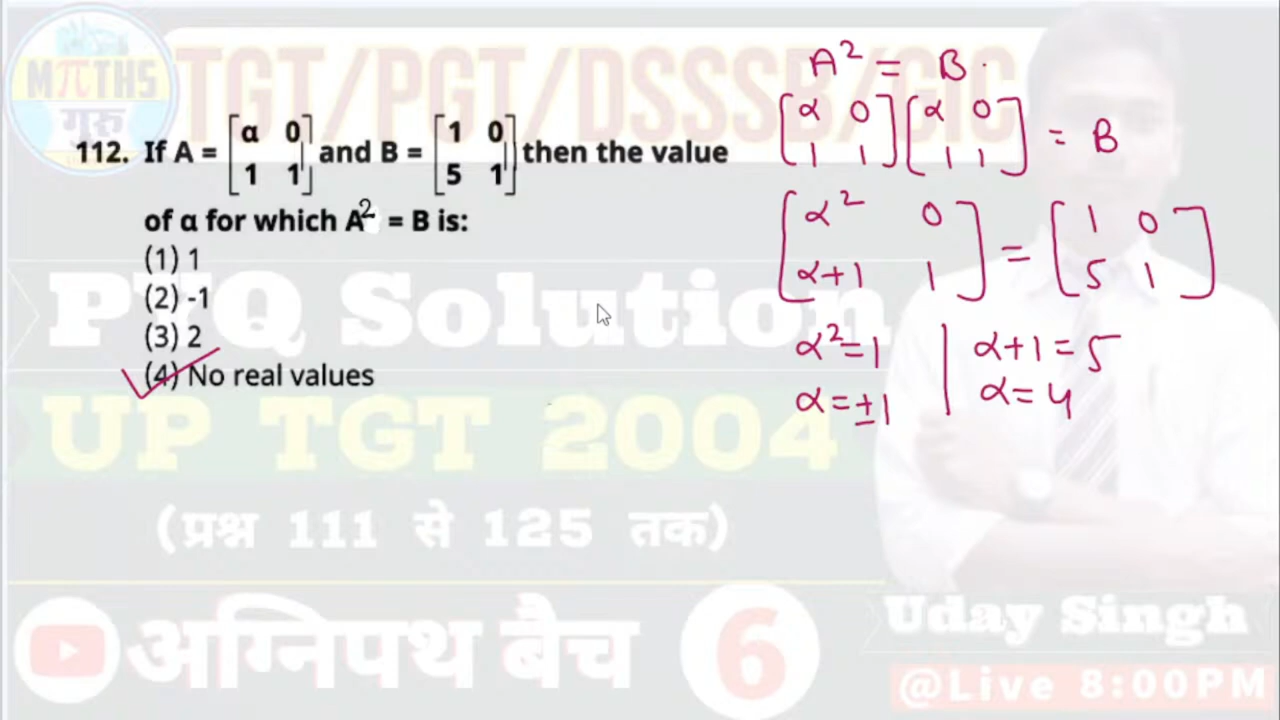 MπTHS
गुरु
TGT/PGT/DSSSB/GIC
112. If A = [α 0; 1 1] and B = [1 0; 5 1] then the value
of α for which A² = B is:
(1) 1
(2) -1
(3) 2
(4) No real values
A² = B
[α 0; 1 1] [α 0; 1 1] = B
[α² 0; α+1 1] = [1 0; 5 1]
α²=1 | α+1=5
α=±1 | α=4
PYQ Solution
UP TGT 2004
(प्रश्न 111 से 125 तक)
अग्निपथ बैच 6
Uday Singh
@Live 8:00PM